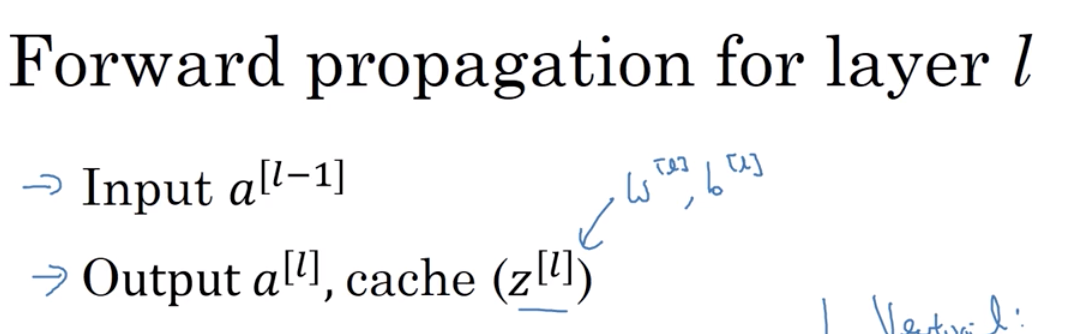 Forward propagation for layer l
→ Input a^[l-1]
w^[l], b^[l]
→ Output a^[l], cache (z^[l])